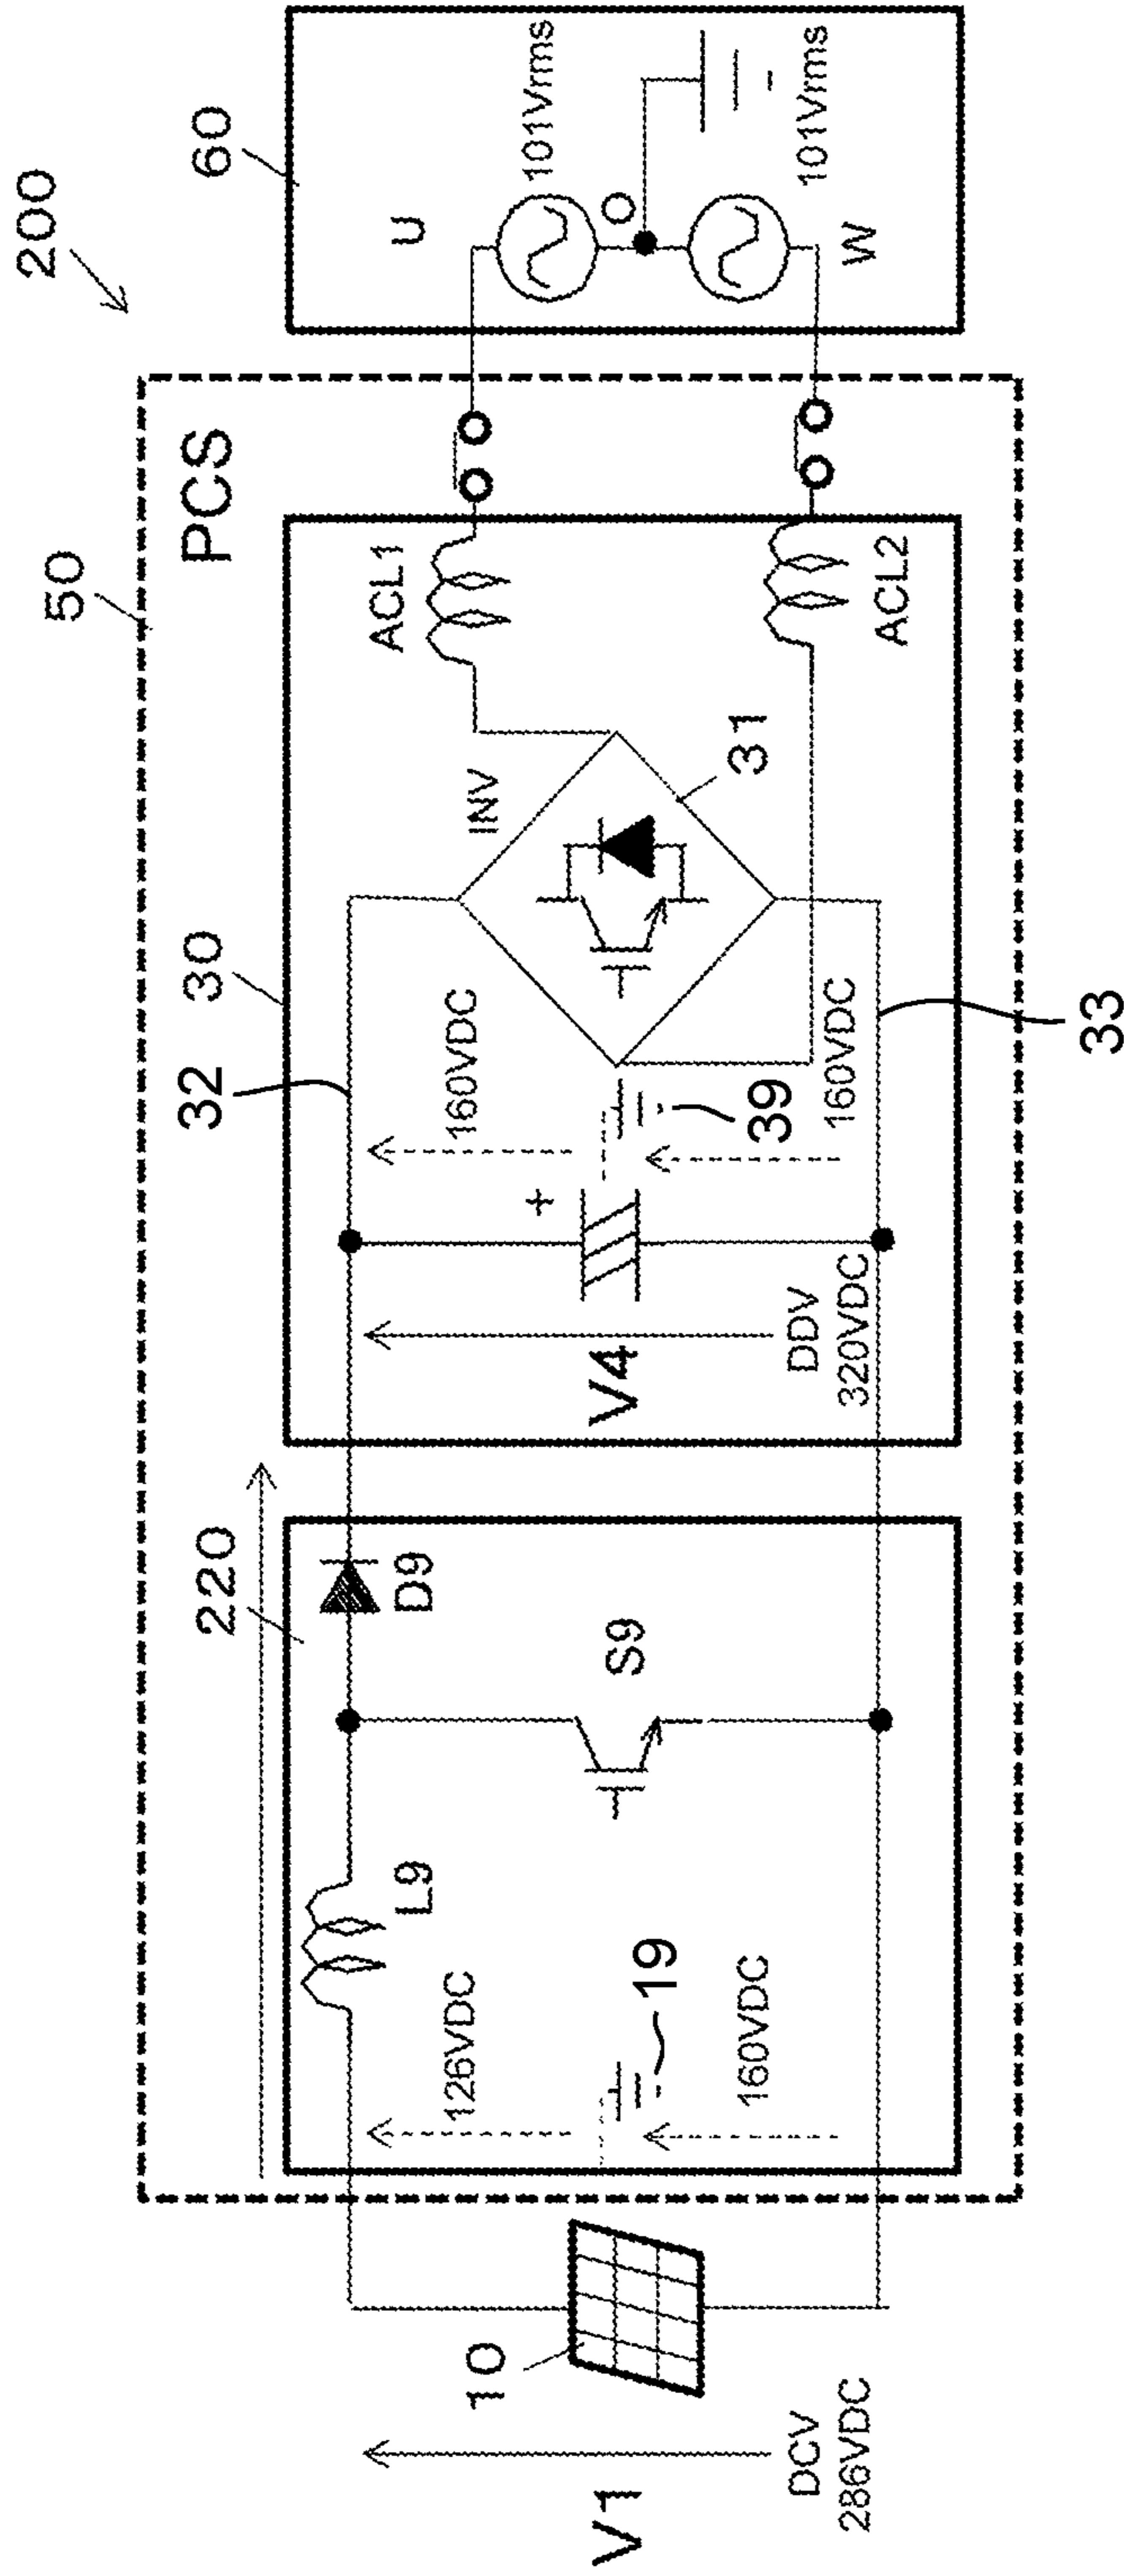 200
50
60
PCS
U
101Vrms
O
101Vrms
W
220
30
32
ACL1
INV
31
ACL2
160VDC
39
160VDC
33
+
V4
DDV
320VDC
D9
S9
L9
126VDC
19
160VDC
10
V1
DCV
286VDC